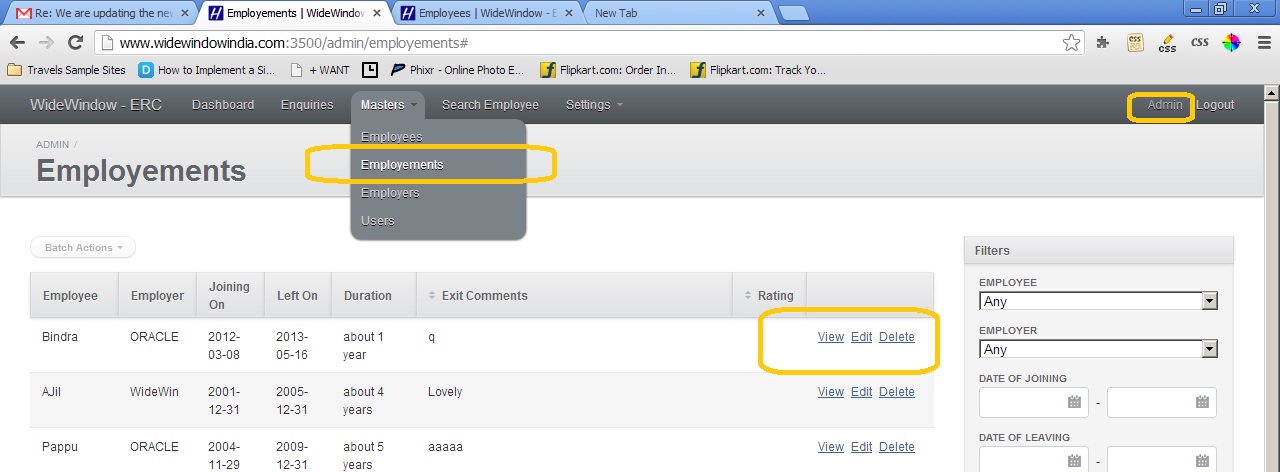 Re: We are updating the new
Employements | WideWindow
Employees | WideWindow - E
New Tab
www.widewindowindia.com:3500/admin/employements#
css
css
css
Travels Sample Sites
How to Implement a Si...
+ WANT
Phixr - Online Photo E...
Flipkart.com: Order In...
Flipkart.com: Track Yo...
WideWindow - ERC Dashboard Enquiries Masters Search Employee Settings Admin Logout
Employees
Employements
Employers
Users
ADMIN /
Employements
Batch Actions
Employee Employer Joining On Left On Duration Exit Comments Rating
Bindra ORACLE 2012-03-08 2013-05-16 about 1 year q View Edit Delete
AJil WideWin 2001-12-31 2005-12-31 about 4 years Lovely View Edit Delete
Pappu ORACLE 2004-11-29 2009-12-31 about 5 years aaaaa View Edit Delete
Filters
EMPLOYEE
Any
EMPLOYER
Any
DATE OF JOINING
-
DATE OF LEAVING
-